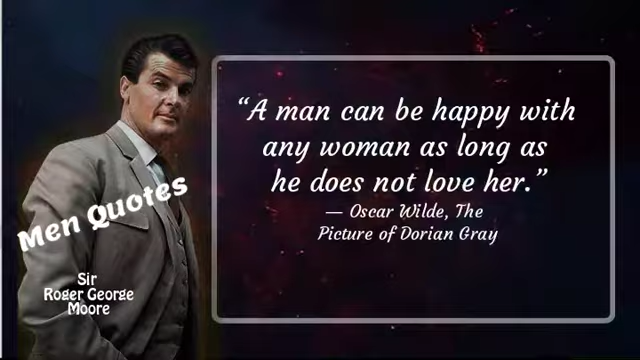 “A man can be happy with
any woman as long as
he does not love her.”
— Oscar Wilde, The
Picture of Dorian Gray
Men Quotes
Sir
Roger George
Moore